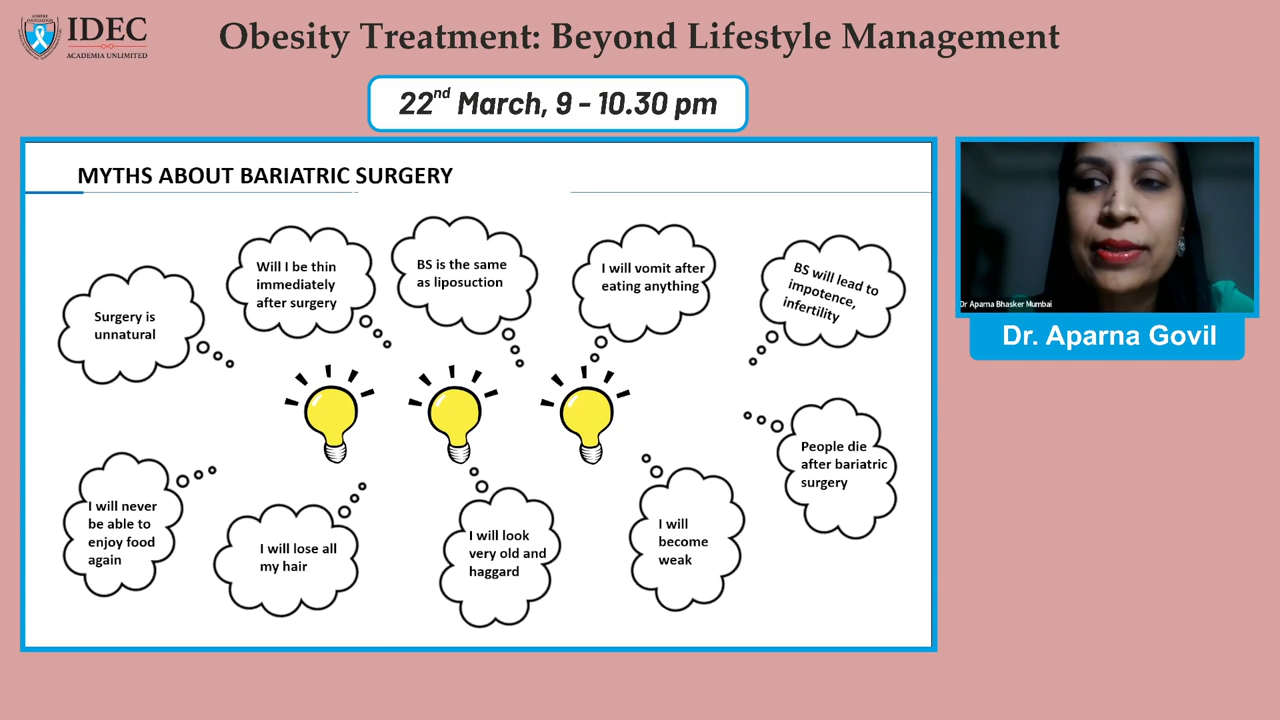 IDEC
ACADEMIA UNLIMITED
Obesity Treatment: Beyond Lifestyle Management
22nd March, 9 - 10.30 pm
MYTHS ABOUT BARIATRIC SURGERY
Surgery is
unnatural
Will I be thin
immediately
after surgery
BS is the same
as liposuction
I will vomit after
eating anything
BS will lead to
impotence,
infertility
I will never
be able to
enjoy food
again
I will lose all
my hair
I will look
very old and
haggard
I will
become
weak
People die
after bariatric
surgery
Dr Aparna Bhasker Mumbai
Dr. Aparna Govil